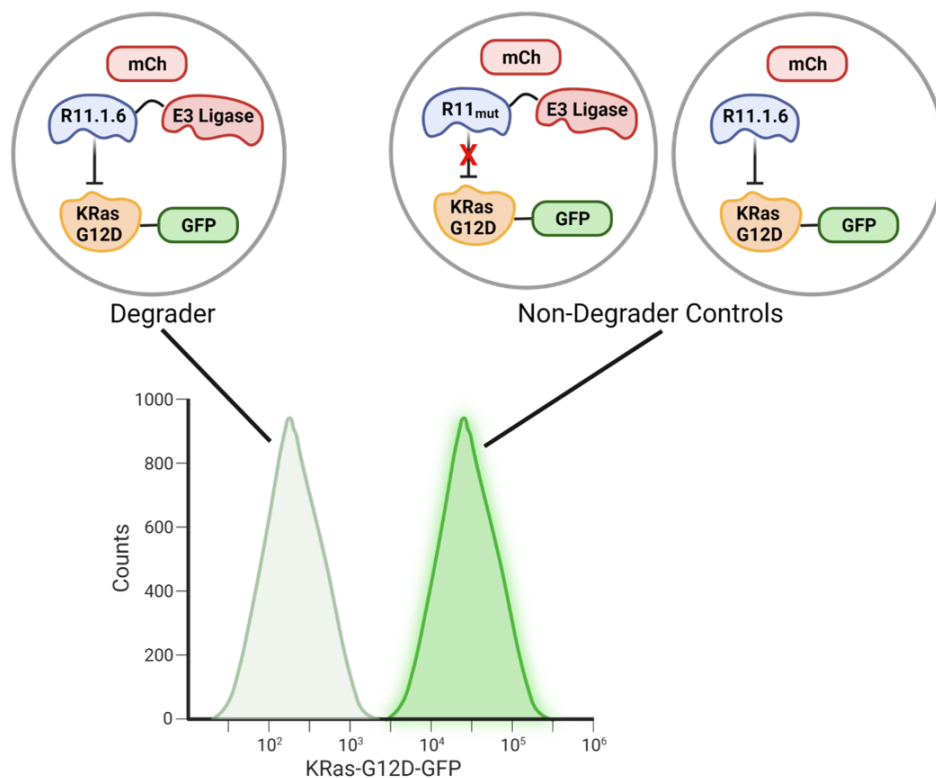 mCh
R11.1.6
E3 Ligase
KRas
G12D
GFP
mCh
R11mut
E3 Ligase
X
KRas
G12D
GFP
mCh
R11.1.6
KRas
G12D
GFP
Degrader
Non-Degrader Controls
1000
800
600
400
200
0
Counts
10² 10³ 10⁴ 10⁵ 10⁶
KRas-G12D-GFP